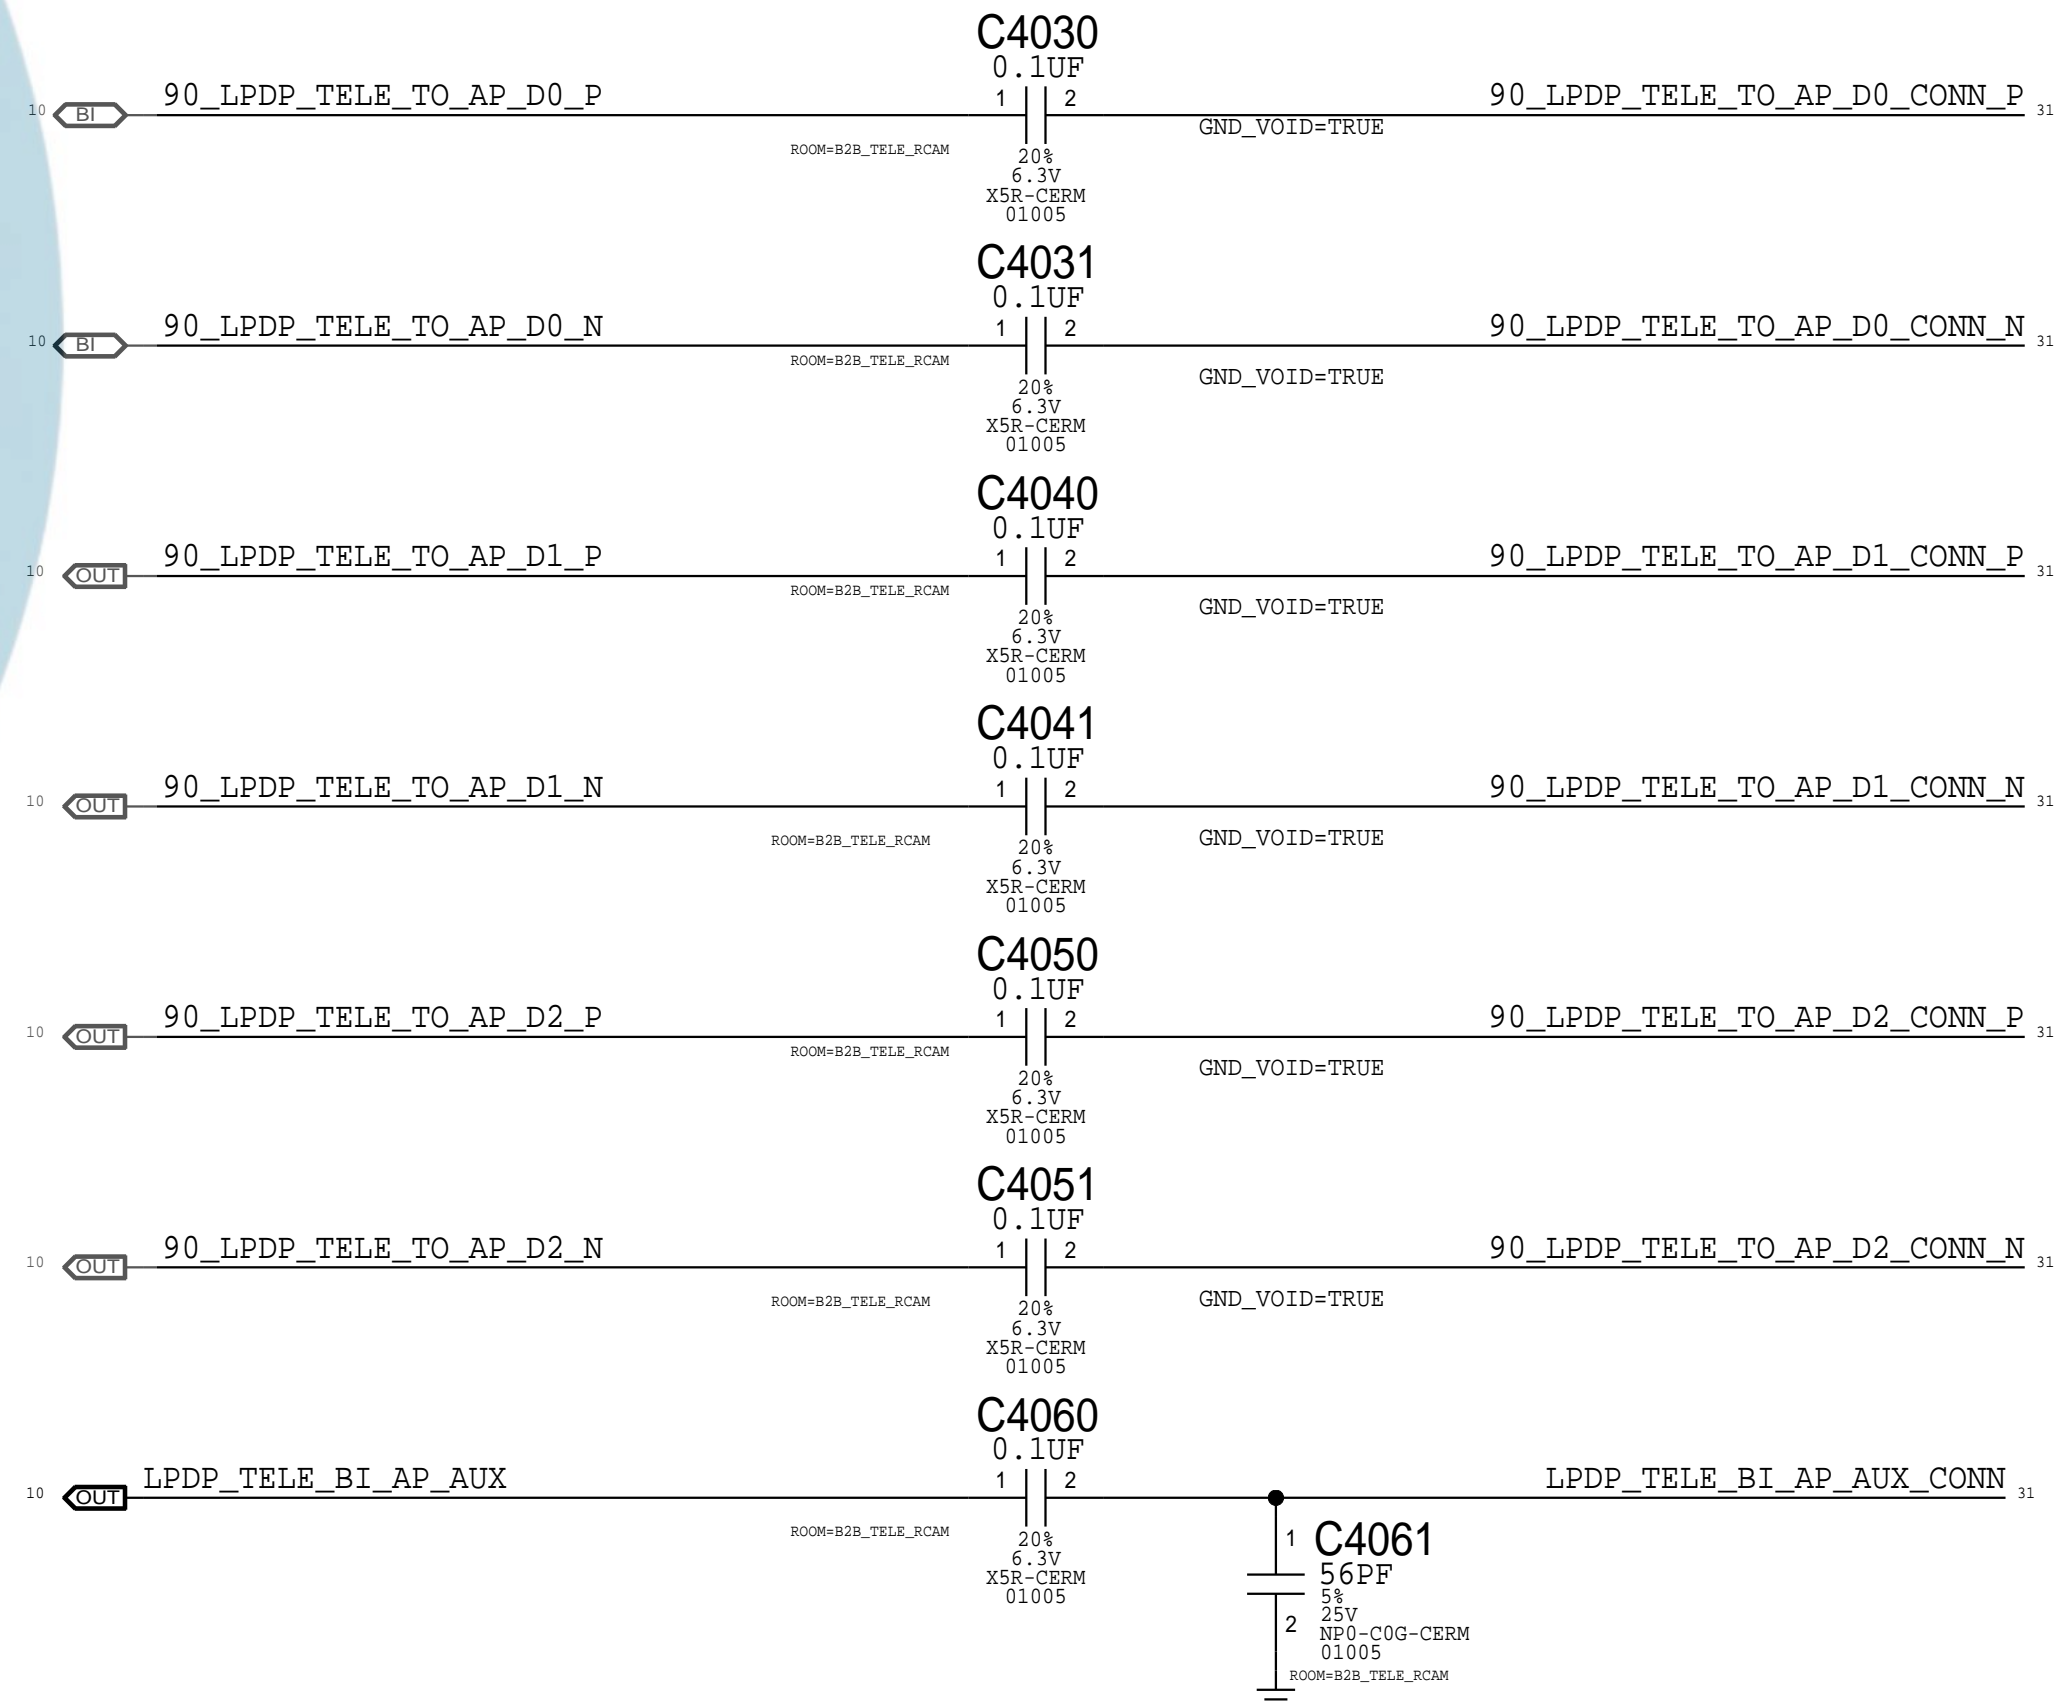 C4030
0.1UF
10 BI 90_LPDP_TELE_TO_AP_D0_P 1 2 90_LPDP_TELE_TO_AP_D0_CONN_P 31
GND_VOID=TRUE
ROOM=B2B_TELE_RCAM
20%
6.3V
X5R-CERM
01005
C4031
0.1UF
10 BI 90_LPDP_TELE_TO_AP_D0_N 1 2 90_LPDP_TELE_TO_AP_D0_CONN_N 31
ROOM=B2B_TELE_RCAM
GND_VOID=TRUE
20%
6.3V
X5R-CERM
01005
C4040
0.1UF
10 OUT 90_LPDP_TELE_TO_AP_D1_P 1 2 90_LPDP_TELE_TO_AP_D1_CONN_P 31
ROOM=B2B_TELE_RCAM
GND_VOID=TRUE
20%
6.3V
X5R-CERM
01005
C4041
0.1UF
10 OUT 90_LPDP_TELE_TO_AP_D1_N 1 2 90_LPDP_TELE_TO_AP_D1_CONN_N 31
ROOM=B2B_TELE_RCAM
GND_VOID=TRUE
20%
6.3V
X5R-CERM
01005
C4050
0.1UF
10 OUT 90_LPDP_TELE_TO_AP_D2_P 1 2 90_LPDP_TELE_TO_AP_D2_CONN_P 31
ROOM=B2B_TELE_RCAM
GND_VOID=TRUE
20%
6.3V
X5R-CERM
01005
C4051
0.1UF
10 OUT 90_LPDP_TELE_TO_AP_D2_N 1 2 90_LPDP_TELE_TO_AP_D2_CONN_N 31
ROOM=B2B_TELE_RCAM
GND_VOID=TRUE
20%
6.3V
X5R-CERM
01005
C4060
0.1UF
10 OUT LPDP_TELE_BI_AP_AUX 1 2 LPDP_TELE_BI_AP_AUX_CONN 31
ROOM=B2B_TELE_RCAM
20%
6.3V
X5R-CERM
01005
1 C4061
56PF
5%
25V
2 NP0-C0G-CERM
01005
ROOM=B2B_TELE_RCAM